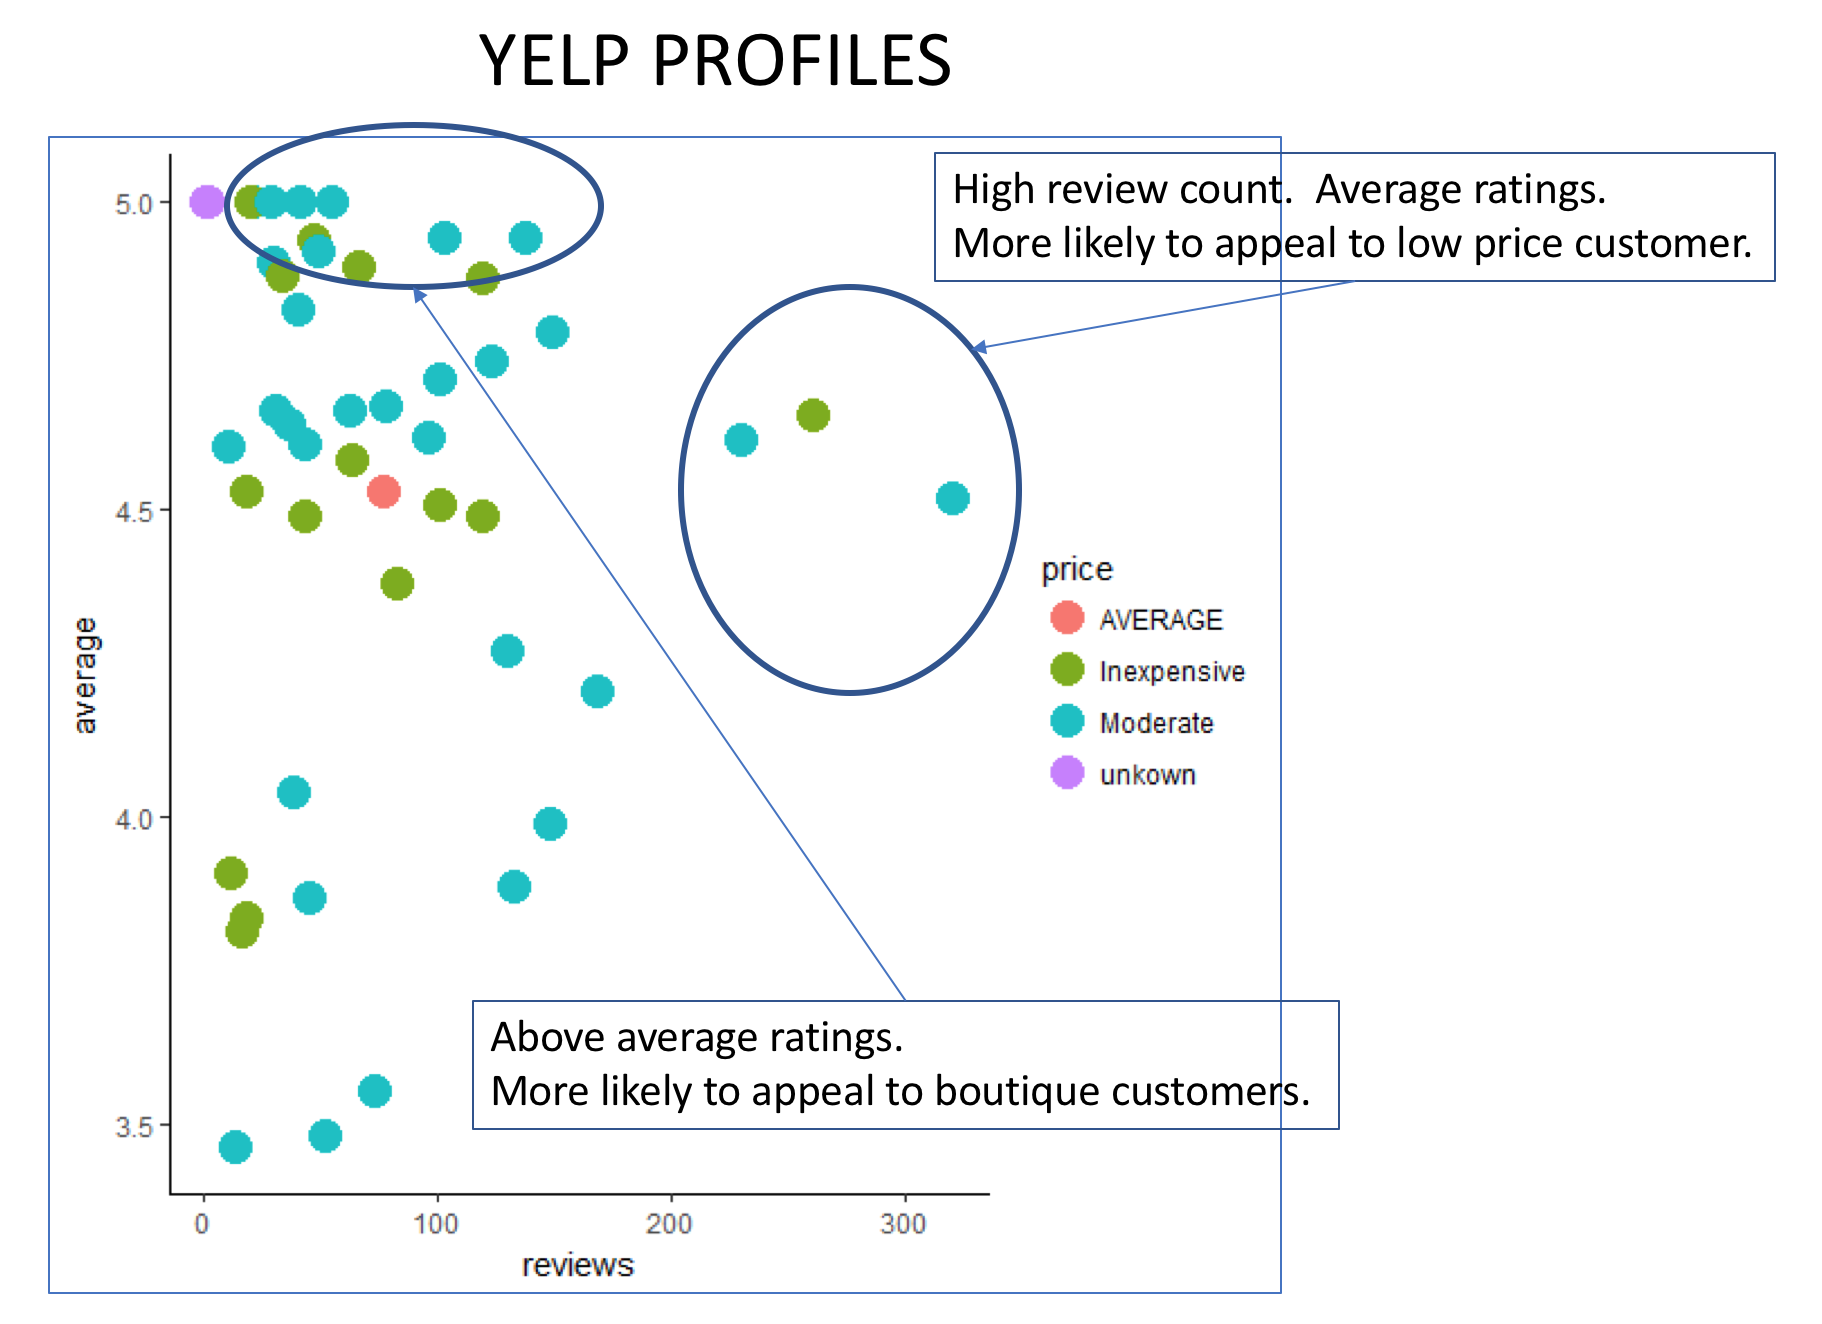 YELP PROFILES
High review count.  Average ratings.
More likely to appeal to low price customer.
5.0
4.5
4.0
3.5
average
0
100
200
300
reviews
price
AVERAGE
Inexpensive
Moderate
unkown
Above average ratings.
More likely to appeal to boutique customers.